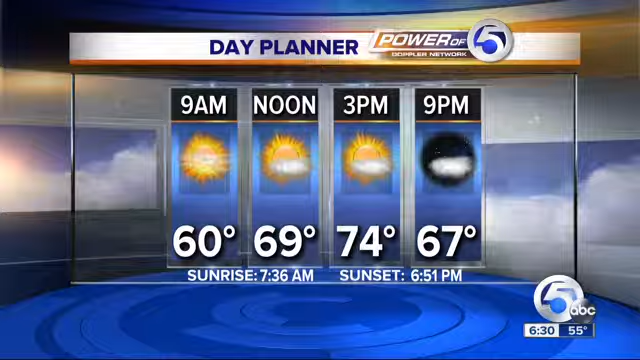 DAY PLANNER
POWER OF 5
DOPPLER NETWORK
9AM NOON 3PM 9PM
60° 69° 74° 67°
SUNRISE: 7:36 AM SUNSET: 6:51 PM
5 abc
6:30 55°